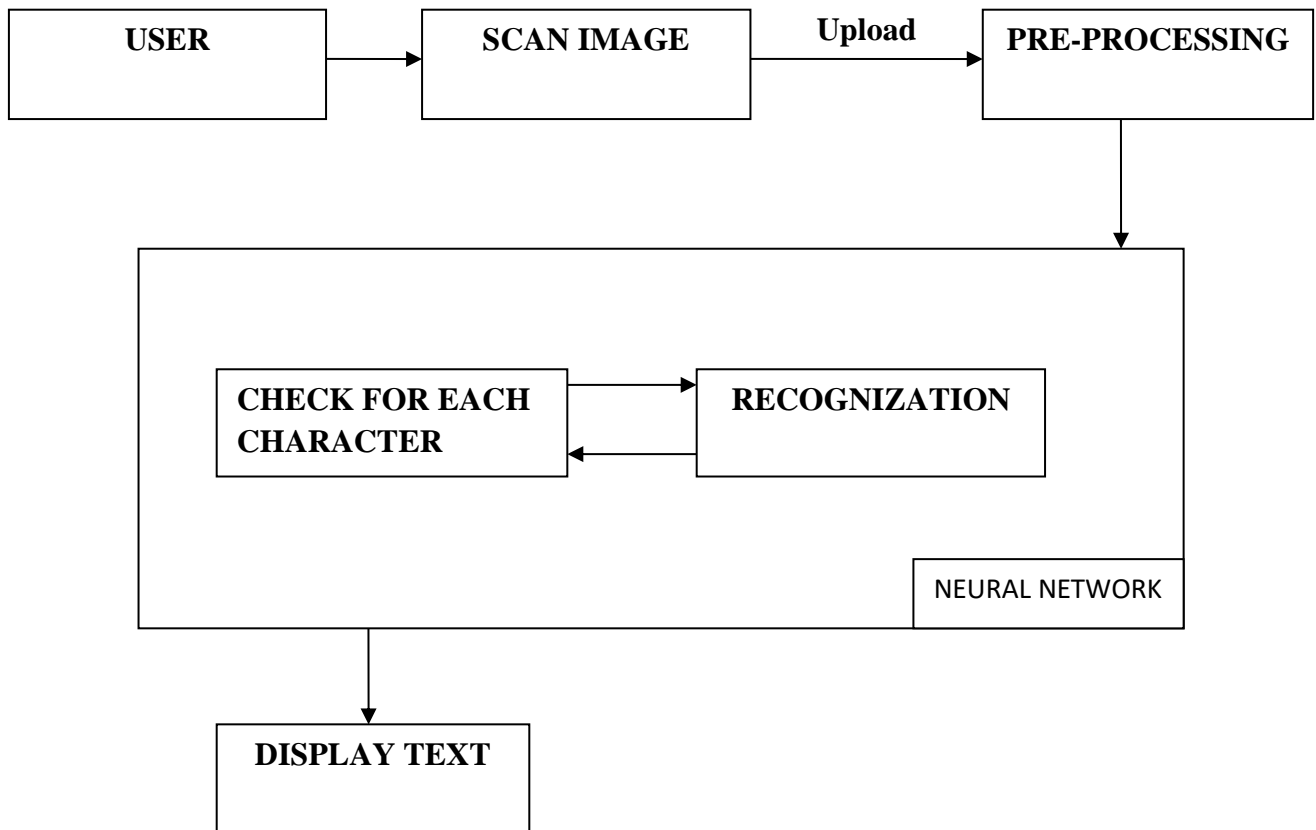 USER
SCAN IMAGE
Upload
PRE-PROCESSING
CHECK FOR EACH
CHARACTER
RECOGNIZATION
NEURAL NETWORK
DISPLAY TEXT